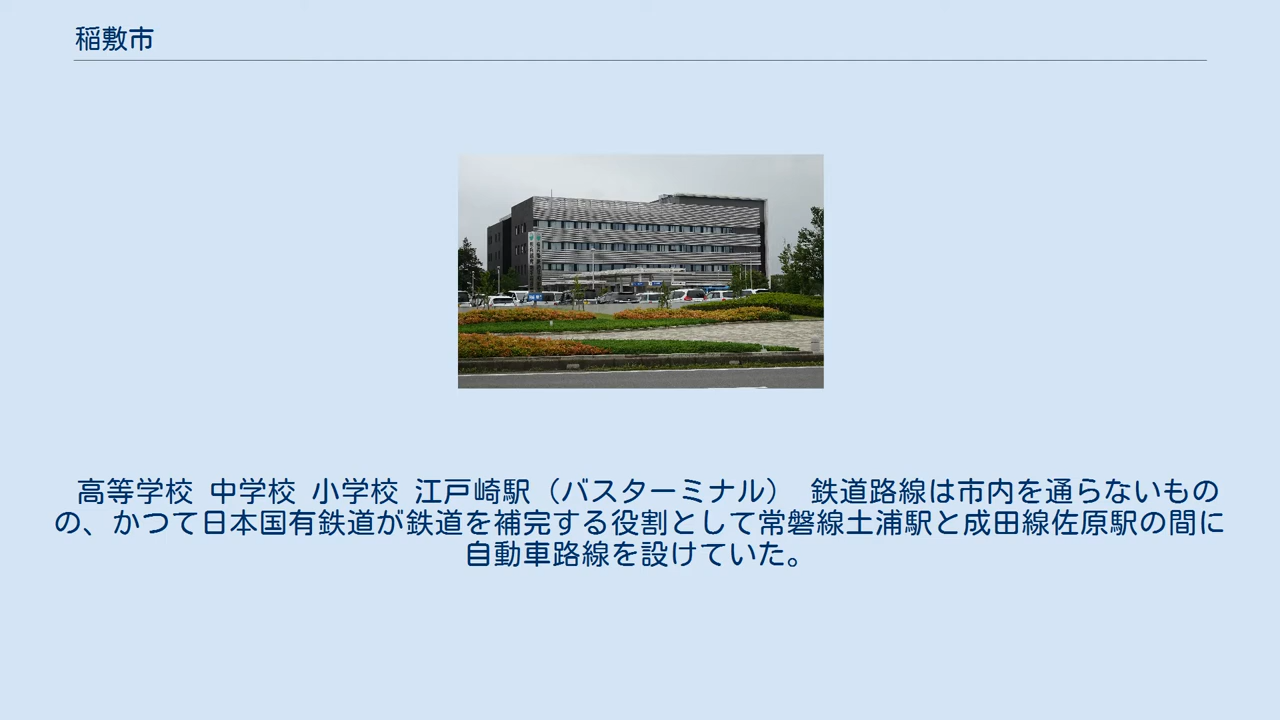 稲敷市
高等学校 中学校 小学校 江戸崎駅（バスターミナル） 鉄道路線は市内を通らないもの
の、かつて日本国有鉄道が鉄道を補完する役割として常磐線土浦駅と成田線佐原駅の間に
自動車路線を設けていた。